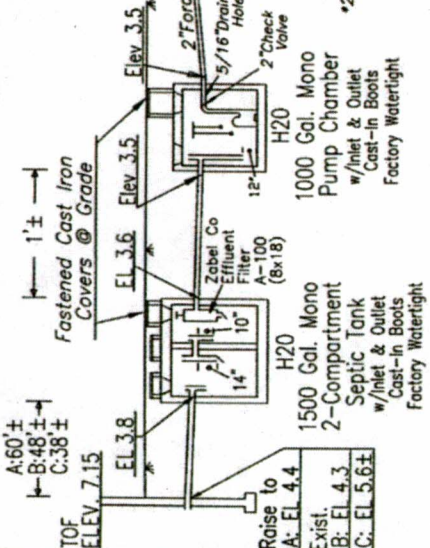 A:60'±
B:48'±
C:38'±
TOF
ELEV. 7.15
EL 3.8
1'±
Fastened Cast Iron
Covers @ Grade
EL 3.6
Elev 3.5
Elev 3.5
2"
5/16" Drain
Hole
2" Check
Valve
Zabel Co
Effluent
Filter
A-100
(8x18)
14"
10"
12"
H20
1500 Gal. Mono
2-Compartment
Septic Tank
w/Inlet & Outlet
Cast-In Boots
Factory Watertight
H20
1000 Gal. Mono
Pump Chamber
w/Inlet & Outlet
Cast-In Boots
Factory Watertight
Raise to
A: EL 4.4
Exist.
B: EL 4.3
C: EL 5.6±